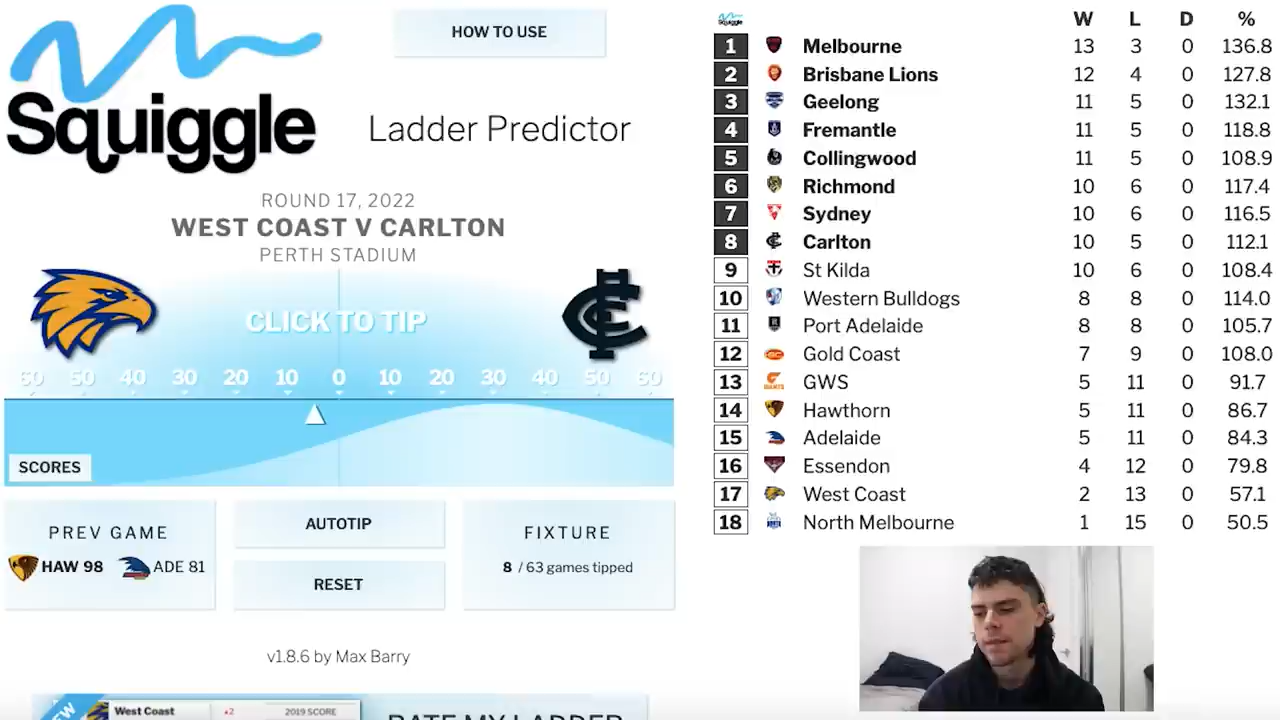 Squiggle
HOW TO USE
Ladder Predictor
ROUND 17, 2022
WEST COAST V CARLTON
PERTH STADIUM
CLICK TO TIP
60 50 40 30 20 10 0 10 20 30 40 50 60
SCORES
PREV GAME
HAW 98 ADE 81
AUTOTIP
RESET
FIXTURE
8 / 63 games tipped
v1.8.6 by Max Barry
West Coast 2 2019 SCORE
RATE MY LADDER
Squiggle W L D %
1 Melbourne 13 3 0 136.8
2 Brisbane Lions 12 4 0 127.8
3 Geelong 11 5 0 132.1
4 Fremantle 11 5 0 118.8
5 Collingwood 11 5 0 108.9
6 Richmond 10 6 0 117.4
7 Sydney 10 6 0 116.5
8 Carlton 10 5 0 112.1
9 St Kilda 10 6 0 108.4
10 Western Bulldogs 8 8 0 114.0
11 Port Adelaide 8 8 0 105.7
12 Gold Coast 7 9 0 108.0
13 GWS 5 11 0 91.7
14 Hawthorn 5 11 0 86.7
15 Adelaide 5 11 0 84.3
16 Essendon 4 12 0 79.8
17 West Coast 2 13 0 57.1
18 North Melbourne 1 15 0 50.5